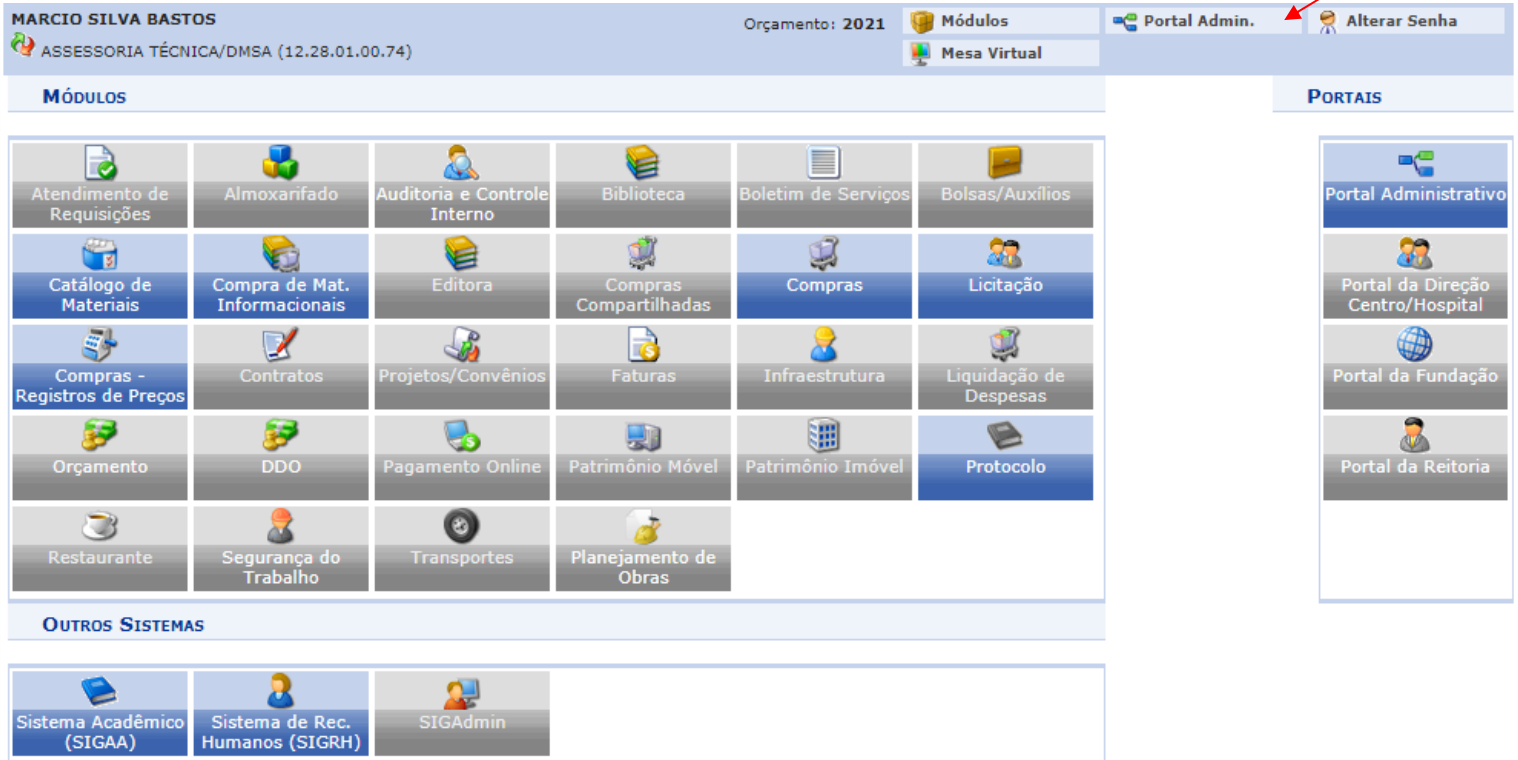 MARCIO SILVA BASTOS
Orçamento: 2021
Módulos
Portal Admin.
Alterar Senha
ASSESSORIA TÉCNICA/DMSA (12.28.01.00.74)
Mesa Virtual
MÓDULOS
PORTAIS
Atendimento de
Requisições
Almoxarifado
Auditoria e Controle
Interno
Biblioteca
Boletim de Serviços
Bolsas/Auxílios
Portal Administrativo
Catálogo de
Materiais
Compra de Mat.
Informacionais
Editora
Compras
Compartilhadas
Compras
Licitação
Portal da Direção
Centro/Hospital
Compras -
Registros de Preços
Contratos
Projetos/Convênios
Faturas
Infraestrutura
Liquidação de
Despesas
Portal da Fundação
Orçamento
DDO
Pagamento Online
Patrimônio Móvel
Patrimônio Imóvel
Protocolo
Portal da Reitoria
Restaurante
Segurança do
Trabalho
Transportes
Planejamento de
Obras
OUTROS SISTEMAS
Sistema Acadêmico
(SIGAA)
Sistema de Rec.
Humanos (SIGRH)
SIGAdmin